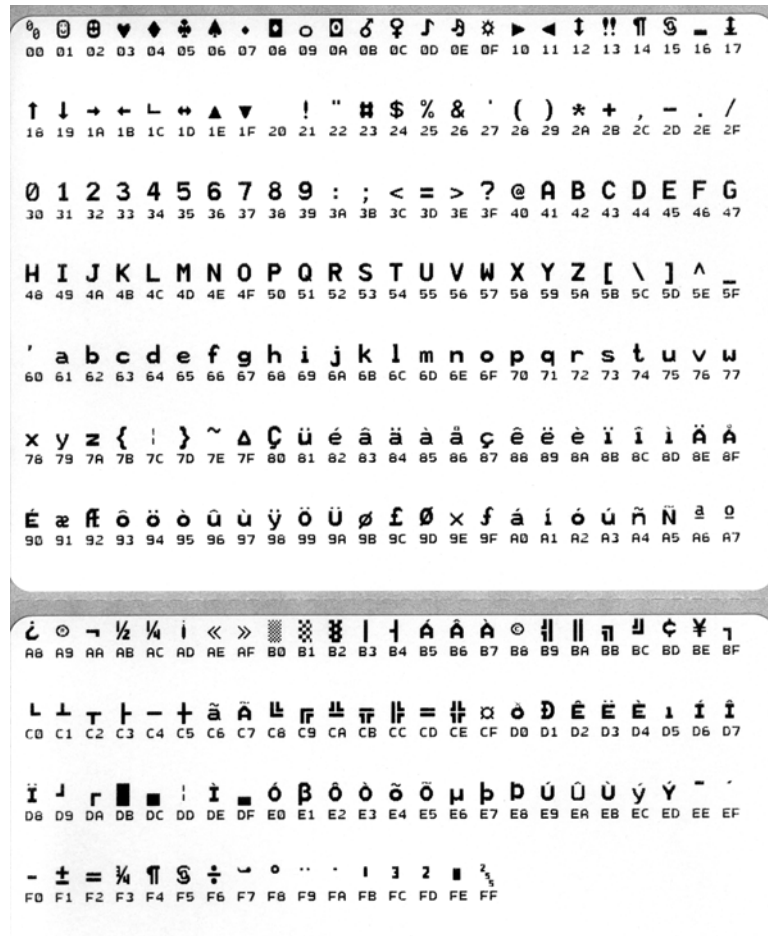 ⁰₀ ☺ ☻ ♥ ♦ ♣ ♠ • ◘ ○ ◙ ♂ ♀ ♪ ♫ ☼ ► ◄ ↕ ‼ ¶ § ▬ ↨
00 01 02 03 04 05 06 07 08 09 0A 0B 0C 0D 0E 0F 10 11 12 13 14 15 16 17
↑ ↓ → ← ∟ ↔ ▲ ▼ ! " # $ % & ' ( ) * + , - . /
18 19 1A 1B 1C 1D 1E 1F 20 21 22 23 24 25 26 27 28 29 2A 2B 2C 2D 2E 2F
0 1 2 3 4 5 6 7 8 9 : ; < = > ? @ A B C D E F G
30 31 32 33 34 35 36 37 38 39 3A 3B 3C 3D 3E 3F 40 41 42 43 44 45 46 47
H I J K L M N O P Q R S T U V W X Y Z [ \ ] ^ _
48 49 4A 4B 4C 4D 4E 4F 50 51 52 53 54 55 56 57 58 59 5A 5B 5C 5D 5E 5F
' a b c d e f g h i j k l m n o p q r s t u v w
60 61 62 63 64 65 66 67 68 69 6A 6B 6C 6D 6E 6F 70 71 72 73 74 75 76 77
x y z { ¦ } ~ ∆ Ç ü é â ä à å ç ê ë è ï î ì Ä Å
78 79 7A 7B 7C 7D 7E 7F 80 81 82 83 84 85 86 87 88 89 8A 8B 8C 8D 8E 8F
É æ Æ ô ö ò û ù ÿ Ö Ü ø £ Ø × ƒ á í ó ú ñ Ñ ª º
90 91 92 93 94 95 96 97 98 99 9A 9B 9C 9D 9E 9F A0 A1 A2 A3 A4 A5 A6 A7
¿ ⊙ ¬ ½ ¼ ¡ « » ░ ▒ ▓ │ ┤ Á Â À © ╣ ║ ╗ ╝ ¢ ¥ ┐
A8 A9 AA AB AC AD AE AF B0 B1 B2 B3 B4 B5 B6 B7 B8 B9 BA BB BC BD BE BF
└ ┴ ┬ ├ ─ ┼ ã Ã ╚ ╔ ╩ ╦ ╠ ═ ╬ ¤ ð Ð Ê Ë È ı Í Î
C0 C1 C2 C3 C4 C5 C6 C7 C8 C9 CA CB CC CD CE CF D0 D1 D2 D3 D4 D5 D6 D7
Ï ┘ ┌ █ ▄ ¦ Ì ▬ Ó β Ô Ò õ Õ µ þ Þ Ú Û Ù ý Ý ¯ ´
D8 D9 DA DB DC DD DE DF E0 E1 E2 E3 E4 E5 E6 E7 E8 E9 EA EB EC ED EE EF
- ± = ¾ ¶ § ÷ ¸ ° ¨ · ı ³ ² ■ ²₅₅
F0 F1 F2 F3 F4 F5 F6 F7 F8 F9 FA FB FC FD FE FF